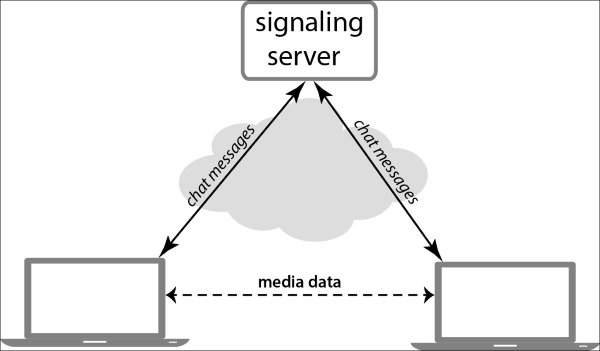 signaling
server
chat messages
chat messages
media data